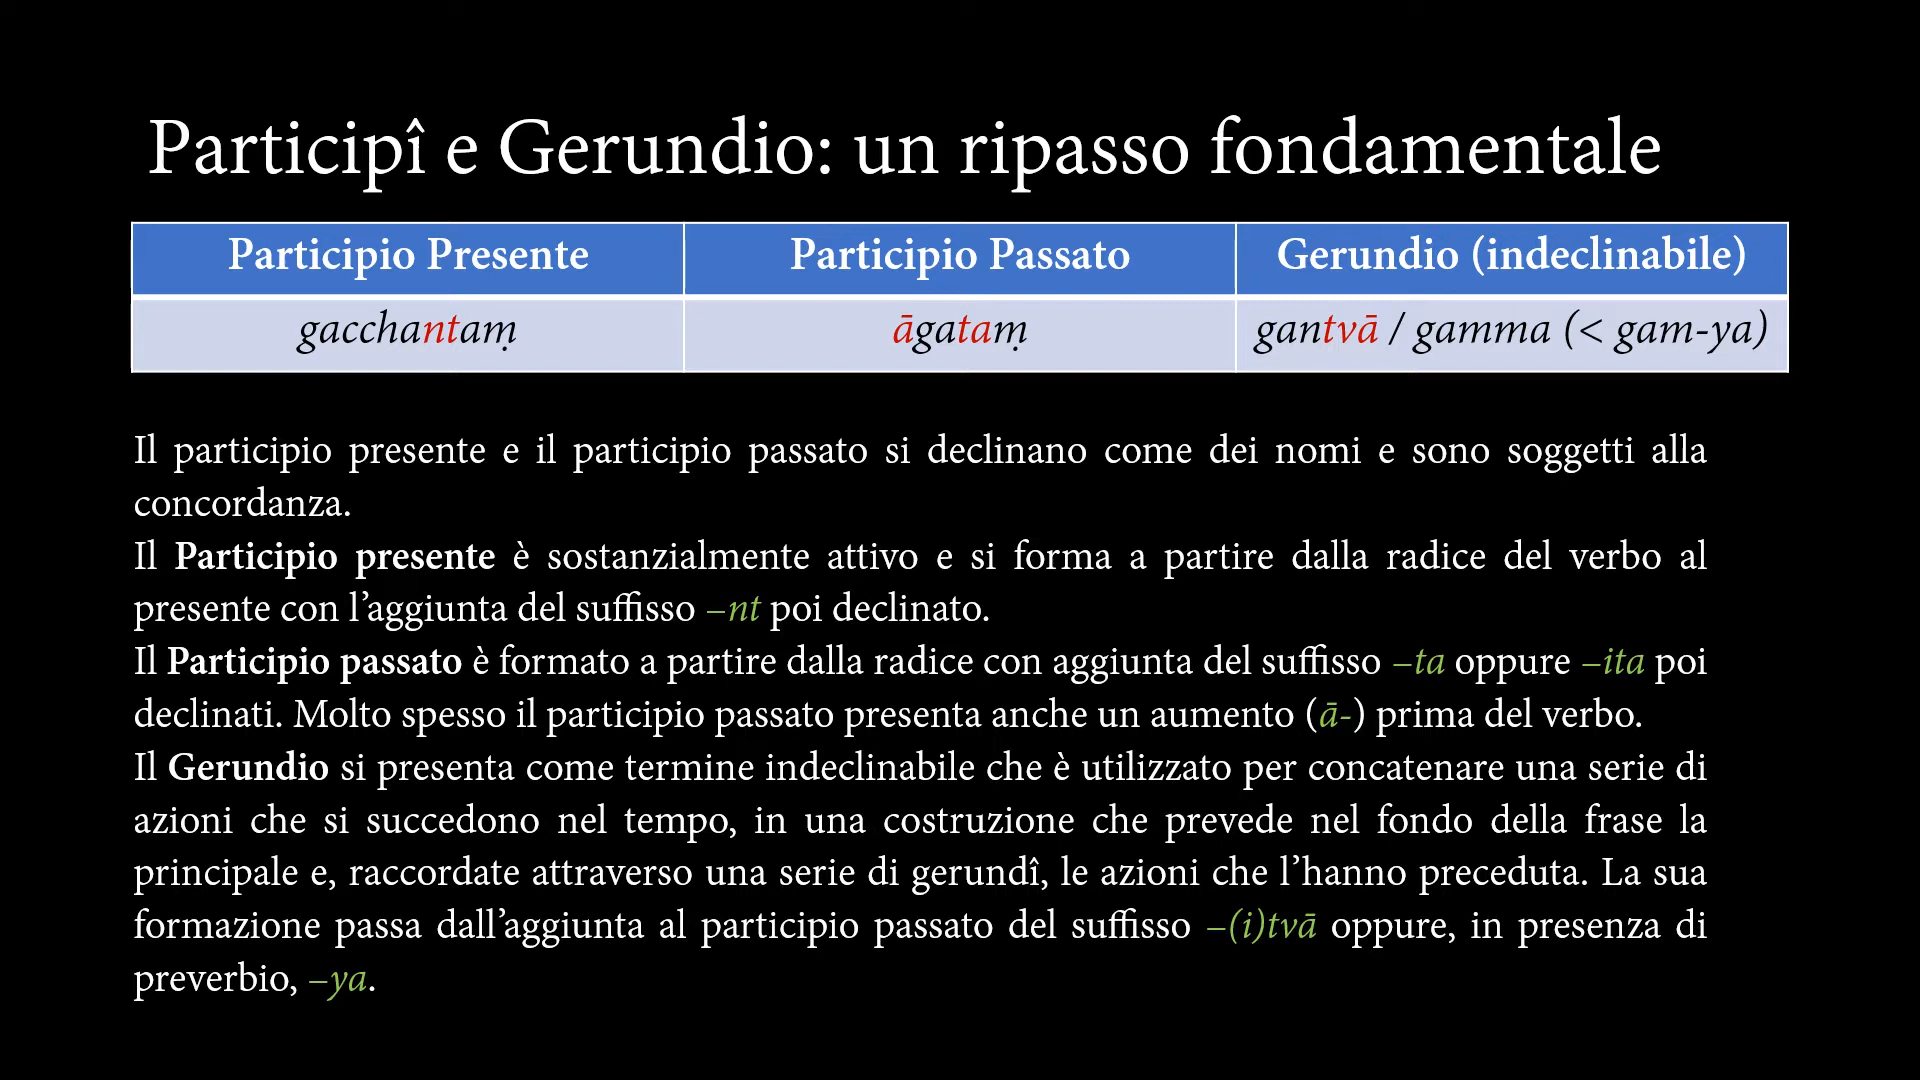 Participî e Gerundio: un ripasso fondamentale
Participio Presente
Participio Passato
Gerundio (indeclinabile)
gacchantaṃ
āgataṃ
gantvā / gamma (< gam-ya)
Il participio presente e il participio passato si declinano come dei nomi e sono soggetti alla
concordanza.
Il Participio presente è sostanzialmente attivo e si forma a partire dalla radice del verbo al
presente con l’aggiunta del suffisso –nt poi declinato.
Il Participio passato è formato a partire dalla radice con aggiunta del suffisso –ta oppure –ita poi
declinati. Molto spesso il participio passato presenta anche un aumento (ā-) prima del verbo.
Il Gerundio si presenta come termine indeclinabile che è utilizzato per concatenare una serie di
azioni che si succedono nel tempo, in una costruzione che prevede nel fondo della frase la
principale e, raccordate attraverso una serie di gerundî, le azioni che l’hanno preceduta. La sua
formazione passa dall’aggiunta al participio passato del suffisso –(i)tvā oppure, in presenza di
preverbio, –ya.